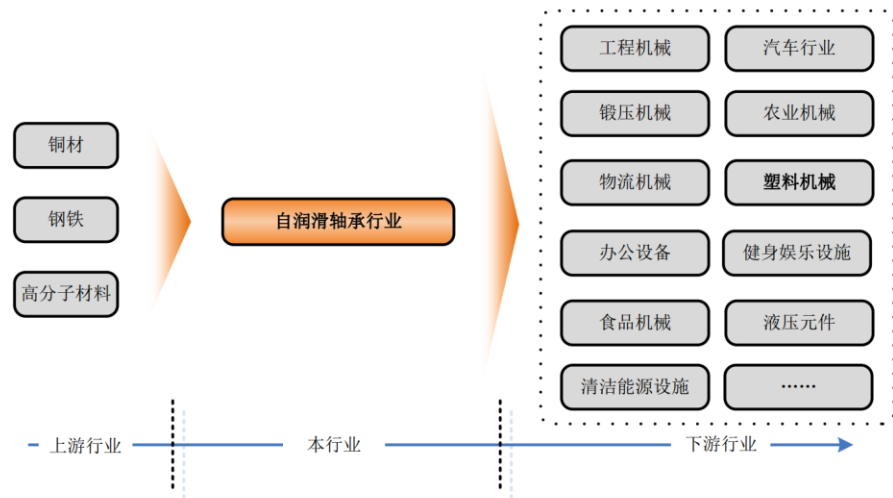 铜材
钢铁
高分子材料
自润滑轴承行业
工程机械
汽车行业
锻压机械
农业机械
物流机械
塑料机械
办公设备
健身娱乐设施
食品机械
液压元件
清洁能源设施
……
上游行业
本行业
下游行业